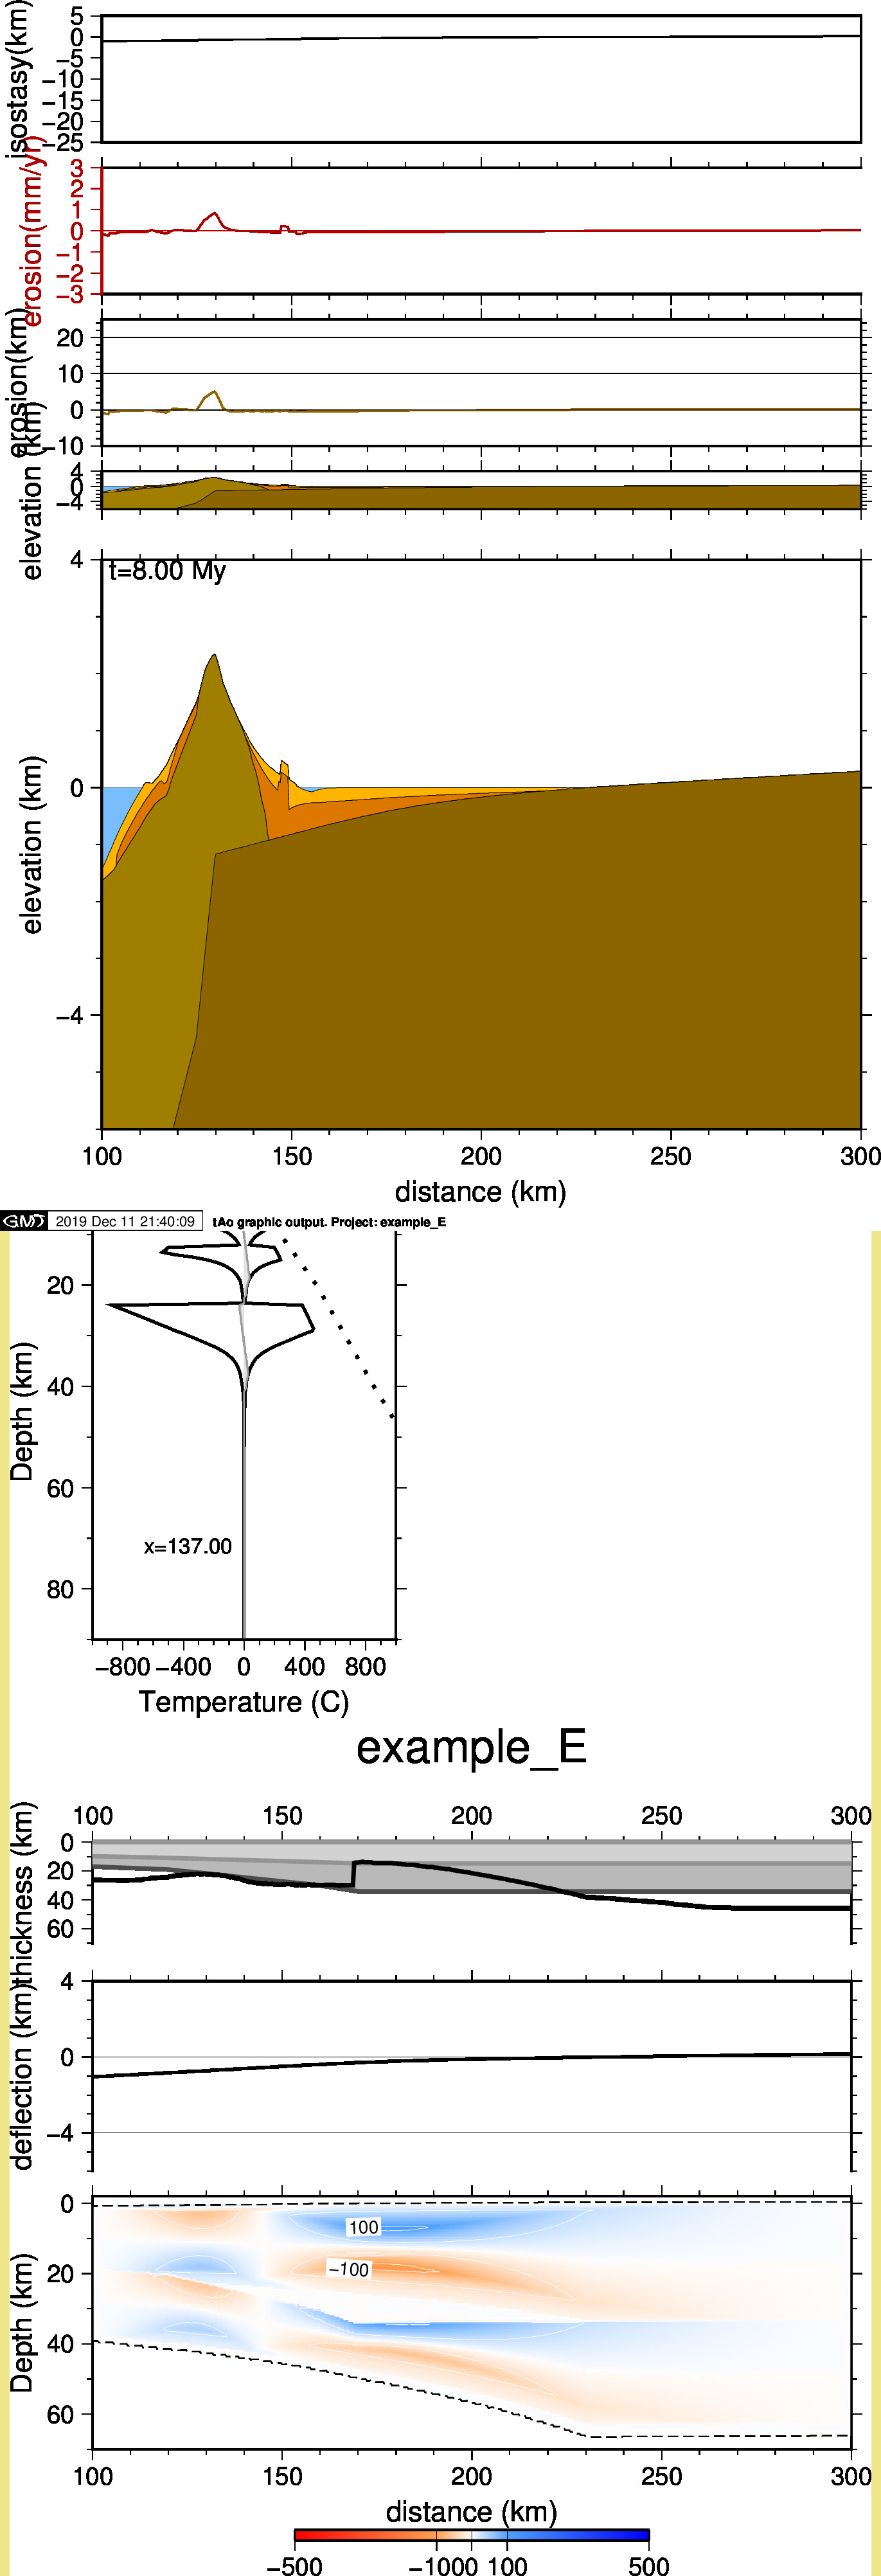 5
0
−5
−10
−15
−20
−25
isostasy(km)
3
2
1
0
−1
−2
−3
erosion(mm/yr)
20
10
0
−10
erosion(km)
4
0
−4
elevation (km)
t=8.00 My
4
0
−4
elevation (km)
100 150 200 250 300
distance (km)
GMT 2019 Dec 11 21:40:09 tAo graphic output. Project: example_E
20
40
60
80
Depth (km)
x=137.00
−800 −400 0 400 800
Temperature (C)
example_E
100 150 200 250 300
0
20
40
60
thickness (km)
4
0
−4
deflection (km)
0
20
40
60
Depth (km)
100
−100
100 150 200 250 300
distance (km)
−500 −100 0 100 500